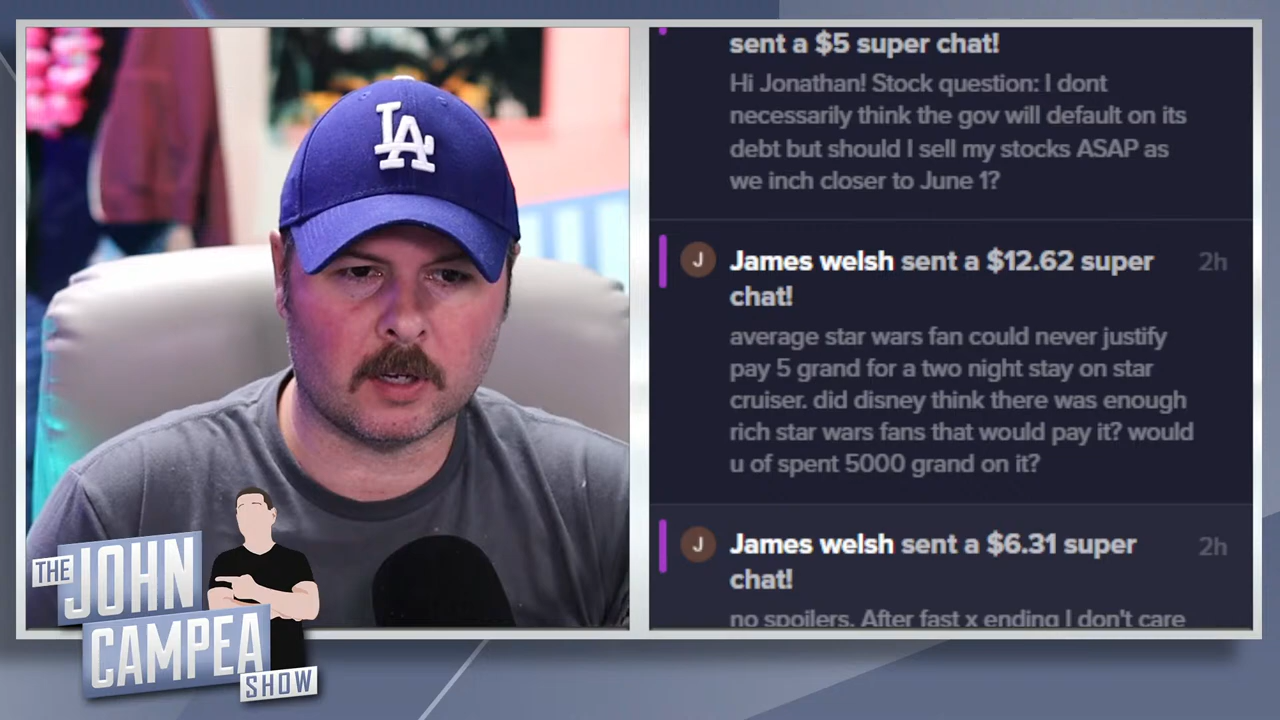 LA
sent a $5 super chat!
Hi Jonathan! Stock question: I dont
necessarily think the gov will default on its
debt but should I sell my stocks ASAP as
we inch closer to June 1?
J
James welsh sent a $12.62 super
chat!
2h
average star wars fan could never justify
pay 5 grand for a two night stay on star
cruiser. did disney think there was enough
rich star wars fans that would pay it? would
u of spent 5000 grand on it?
J
James welsh sent a $6.31 super
chat!
2h
no spoilers. After fast x ending I don't care
THE
JOHN
CAMPEA
SHOW